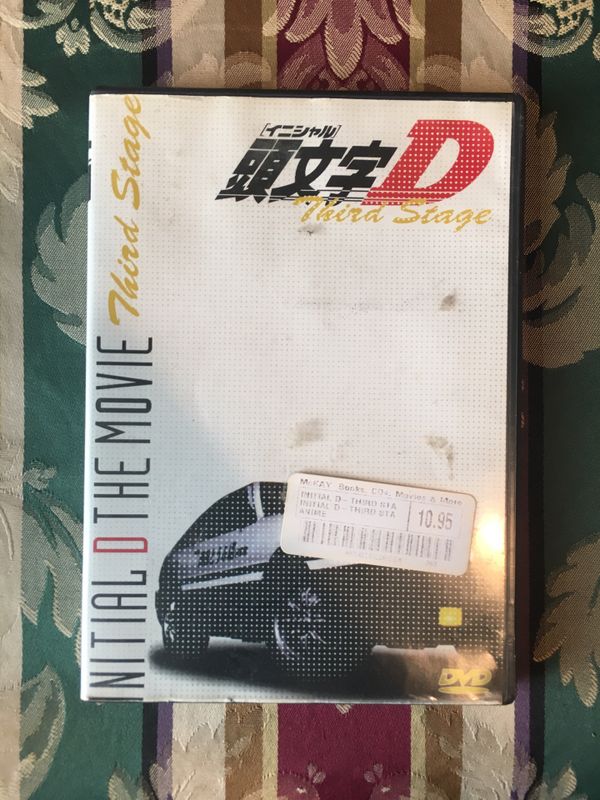 [イニシャル]
頭文字D
Third Stage
INITIAL D THE MOVIE Third Stage
McKAY Books, CDs, Movies & More
INITIAL D-THIRD STA
INITIAL D-THIRD STA
ANIME
10.95
DVD